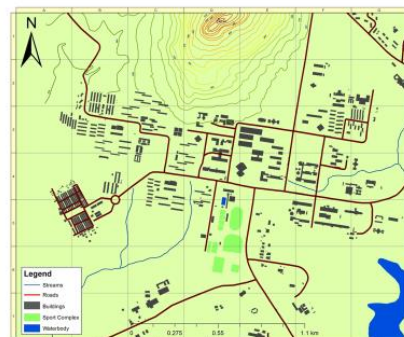 N
Legend
Streams
Roads
Buildings
Sport Complex
Waterbody
0 0.275 0.55 1.1 km